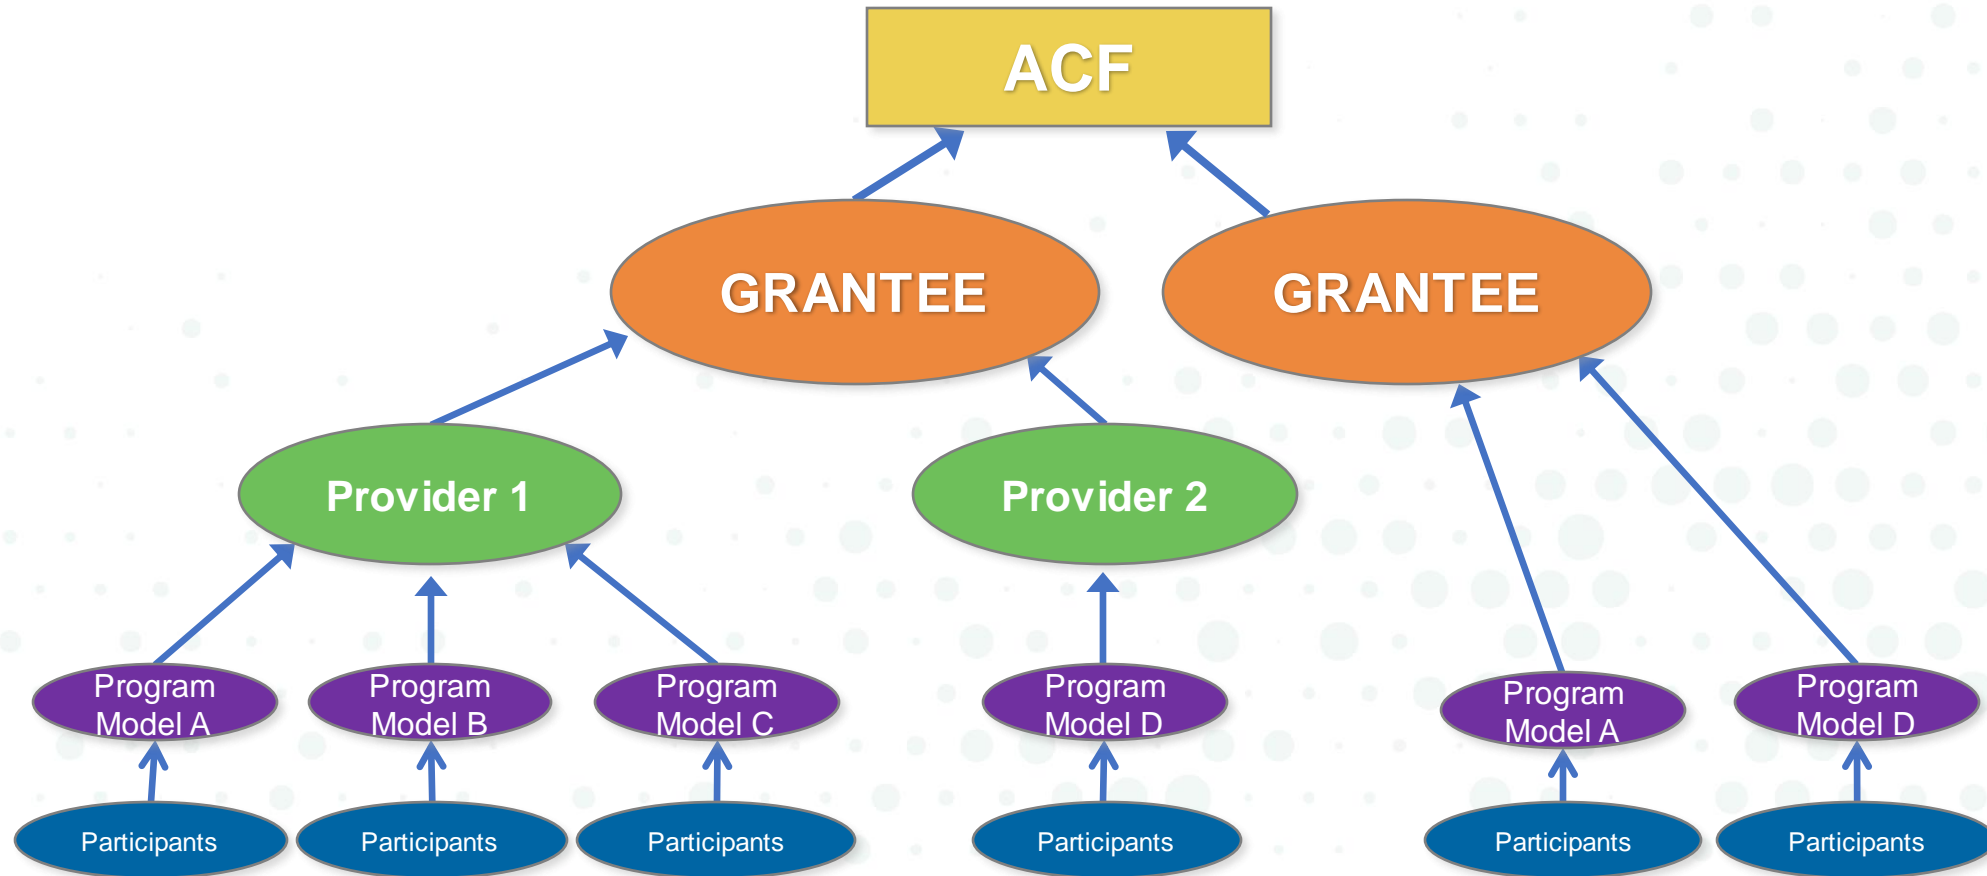 ACF
GRANTEE
GRANTEE
Provider 1
Provider 2
Program
Model A
Program
Model B
Program
Model C
Program
Model D
Program
Model A
Program
Model D
Participants
Participants
Participants
Participants
Participants
Participants